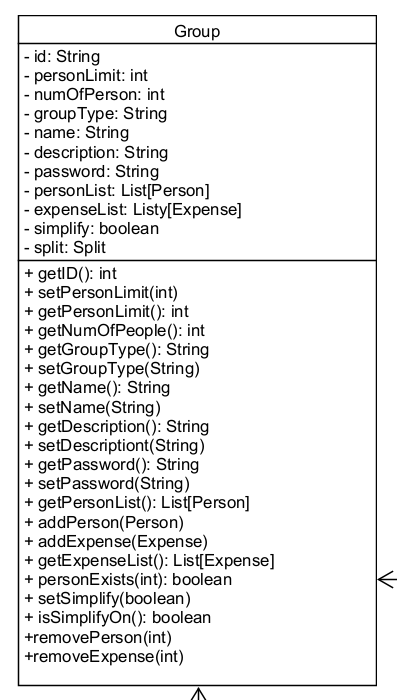 Group
- id: String
- personLimit: int
- numOfPerson: int
- groupType: String
- name: String
- description: String
- password: String
- personList: List[Person]
- expenseList: Listy[Expense]
- simplify: boolean
- split: Split
+ getID(): int
+ setPersonLimit(int)
+ getPersonLimit(): int
+ getNumOfPeople(): int
+ getGroupType(): String
+ setGroupType(String)
+ getName(): String
+ setName(String)
+ getDescription(): String
+ setDescriptiont(String)
+ getPassword(): String
+ setPassword(String)
+ getPersonList(): List[Person]
+ addPerson(Person)
+ addExpense(Expense)
+ getExpenseList(): List[Expense]
+ personExists(int): boolean
+ setSimplify(boolean)
+ isSimplifyOn(): boolean
+removePerson(int)
+removeExpense(int)